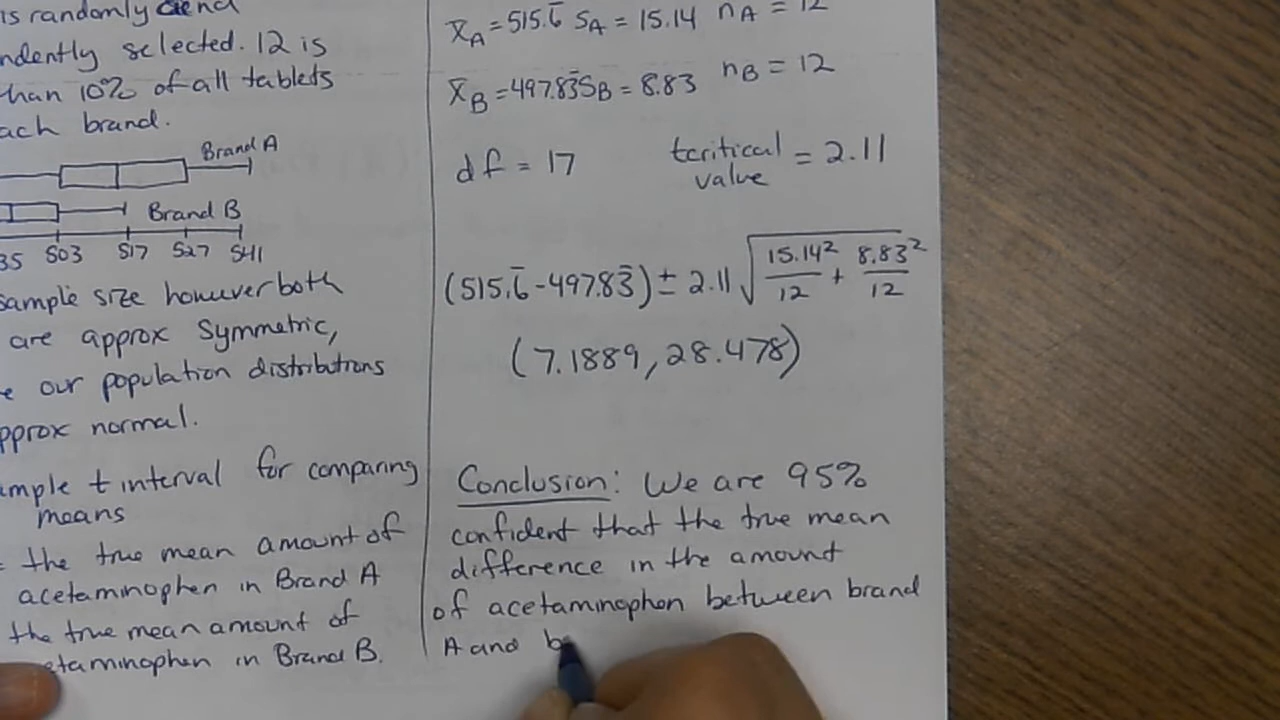 is randomly and
ndently selected. 12 is
than 10% of all tablets
ach brand.
Brand A
Brand B
35 503 517 527 541
sample size however both
are approx symmetric,
e our population distributions
pprox normal.
mple t interval for comparing
means
= the true mean amount of
acetaminophen in Brand A
the true mean amount of
etaminophen in Brand B.
x̄A = 515.6̄ SA = 15.14 nA = 12
x̄B = 497.83̄ SB = 8.83 nB = 12
df = 17 tcritical value = 2.11
(515.6̄ - 497.83̄) ± 2.11 √(15.14²/12 + 8.83²/12)
(7.1889, 28.478)
Conclusion: We are 95%
confident that the true mean
difference in the amount
of acetaminophen between brand
A and b